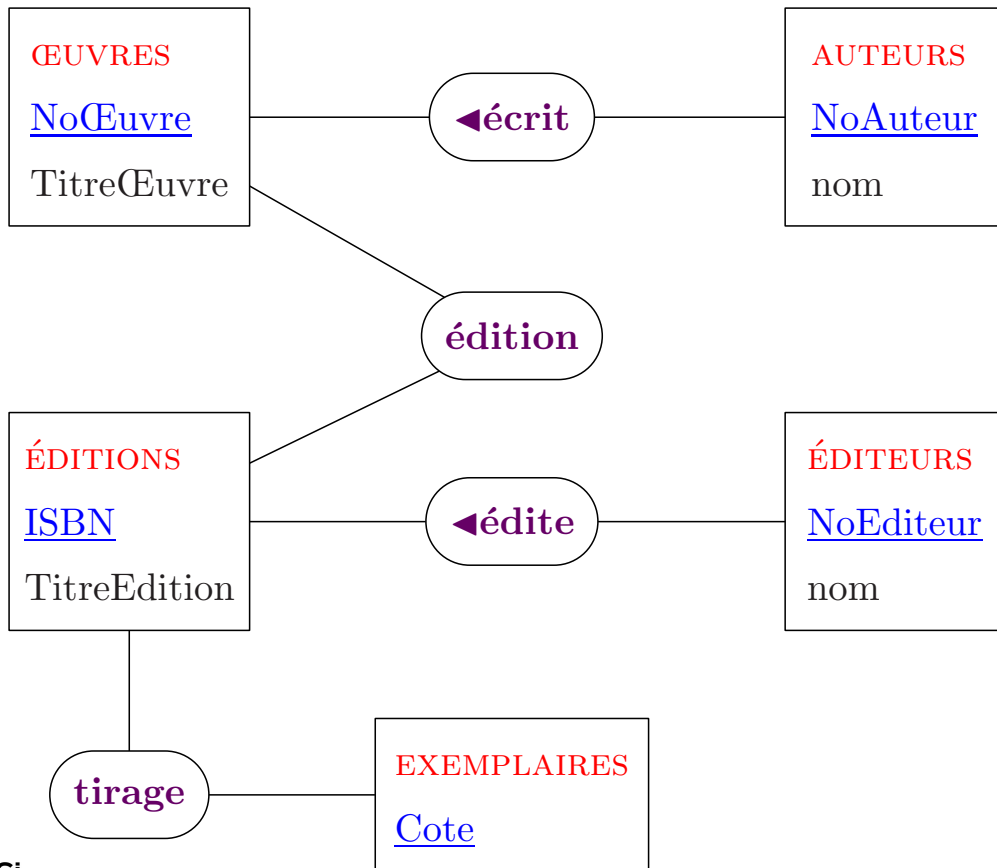 ŒUVRES
NoŒuvre
TitreŒuvre
◀écrit
AUTEURS
NoAuteur
nom
édition
ÉDITIONS
ISBN
TitreEdition
◀édite
ÉDITEURS
NoEditeur
nom
tirage
EXEMPLAIRES
Cote